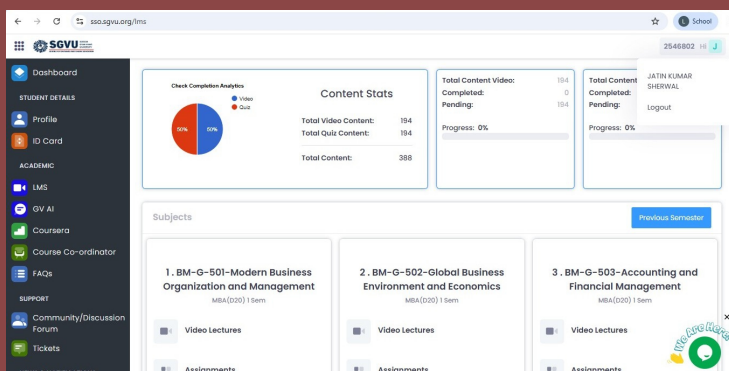 sso.sgvu.org/lms
School
SGVU
2546802 Hi J
Dashboard
STUDENT DETAILS
Profile
ID Card
ACADEMIC
LMS
GV AI
Coursera
Course Co-ordinator
FAQs
SUPPORT
Community/Discussion
Forum
Tickets
Check Completion Analytics
Video
Quiz
50%
50%
Content Stats
Total Video Content: 194
Total Quiz Content: 194
Total Content: 388
Total Content Video: 194
Completed: 0
Pending: 194
Progress: 0%
Total Content
Completed:
Pending:
Progress: 0%
JATIN KUMAR
SHERWAL
Logout
Subjects
Previous Semester
1 . BM-G-501-Modern Business
Organization and Management
MBA(D20) 1 Sem
Video Lectures
Assignments
2 . BM-G-502-Global Business
Environment and Economics
MBA(D20) 1 Sem
Video Lectures
Assignments
3 . BM-G-503-Accounting and
Financial Management
MBA(D20) 1 Sem
Video Lectures
Assignments
We Are Here!